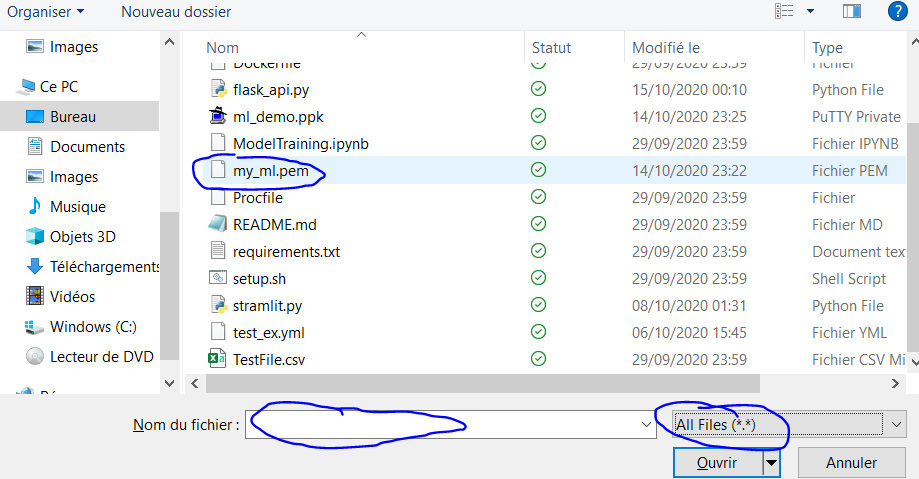 Organiser Nouveau dossier
Images
Ce PC
Bureau
Documents
Images
Musique
Objets 3D
Téléchargements
Vidéos
Windows (C:)
Lecteur de DVD
Nom Statut Modifié le Type
Dockerfile 29/09/2020 23:59 Fichier
flask_api.py 15/10/2020 00:10 Python File
ml_demo.ppk 14/10/2020 23:25 PuTTY Private
ModelTraining.ipynb 29/09/2020 23:59 Fichier IPYNB
my_ml.pem 14/10/2020 23:22 Fichier PEM
Procfile 29/09/2020 23:59 Fichier
README.md 29/09/2020 23:59 Fichier MD
requirements.txt 29/09/2020 23:59 Document tex
setup.sh 29/09/2020 23:59 Shell Script
stramlit.py 08/10/2020 01:31 Python File
test_ex.yml 06/10/2020 15:45 Fichier YML
TestFile.csv 29/09/2020 23:59 Fichier CSV Mi
Nom du fichier : All Files (*.*)
Ouvrir Annuler